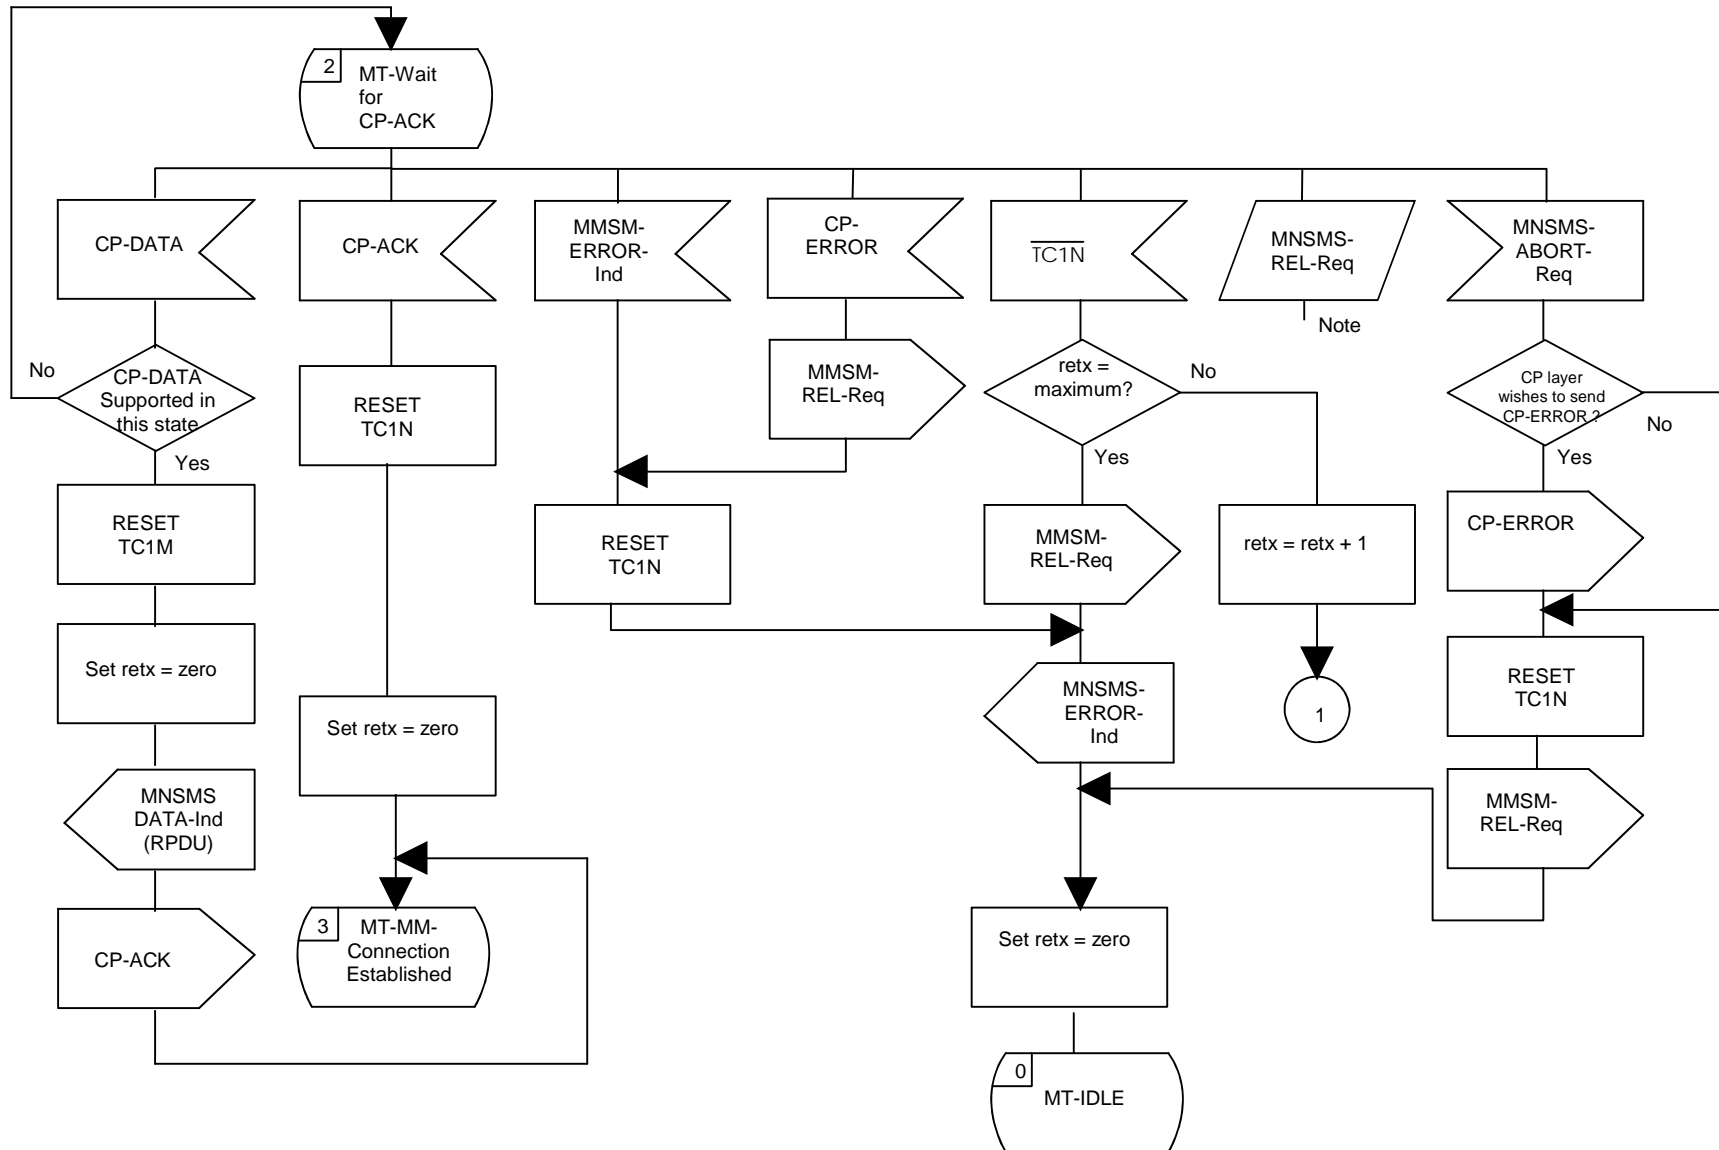 2
MT-Wait
for
CP-ACK
CP-DATA
CP-ACK
MMSM-
ERROR-
Ind
CP-
ERROR
TC1N
MNSMS-
REL-Req
MNSMS-
ABORT-
Req
Note
No
CP-DATA
Supported in
this state
Yes
RESET
TC1N
MMSM-
REL-Req
retx =
maximum?
No
Yes
CP layer
wishes to send
CP-ERROR ?
No
Yes
RESET
TC1M
RESET
TC1N
MMSM-
REL-Req
retx = retx + 1
CP-ERROR
Set retx = zero
Set retx = zero
MNSMS-
ERROR-
Ind
1
RESET
TC1N
MNSMS
DATA-Ind
(RPDU)
MMSM-
REL-Req
CP-ACK
3
MT-MM-
Connection
Established
Set retx = zero
0
MT-IDLE